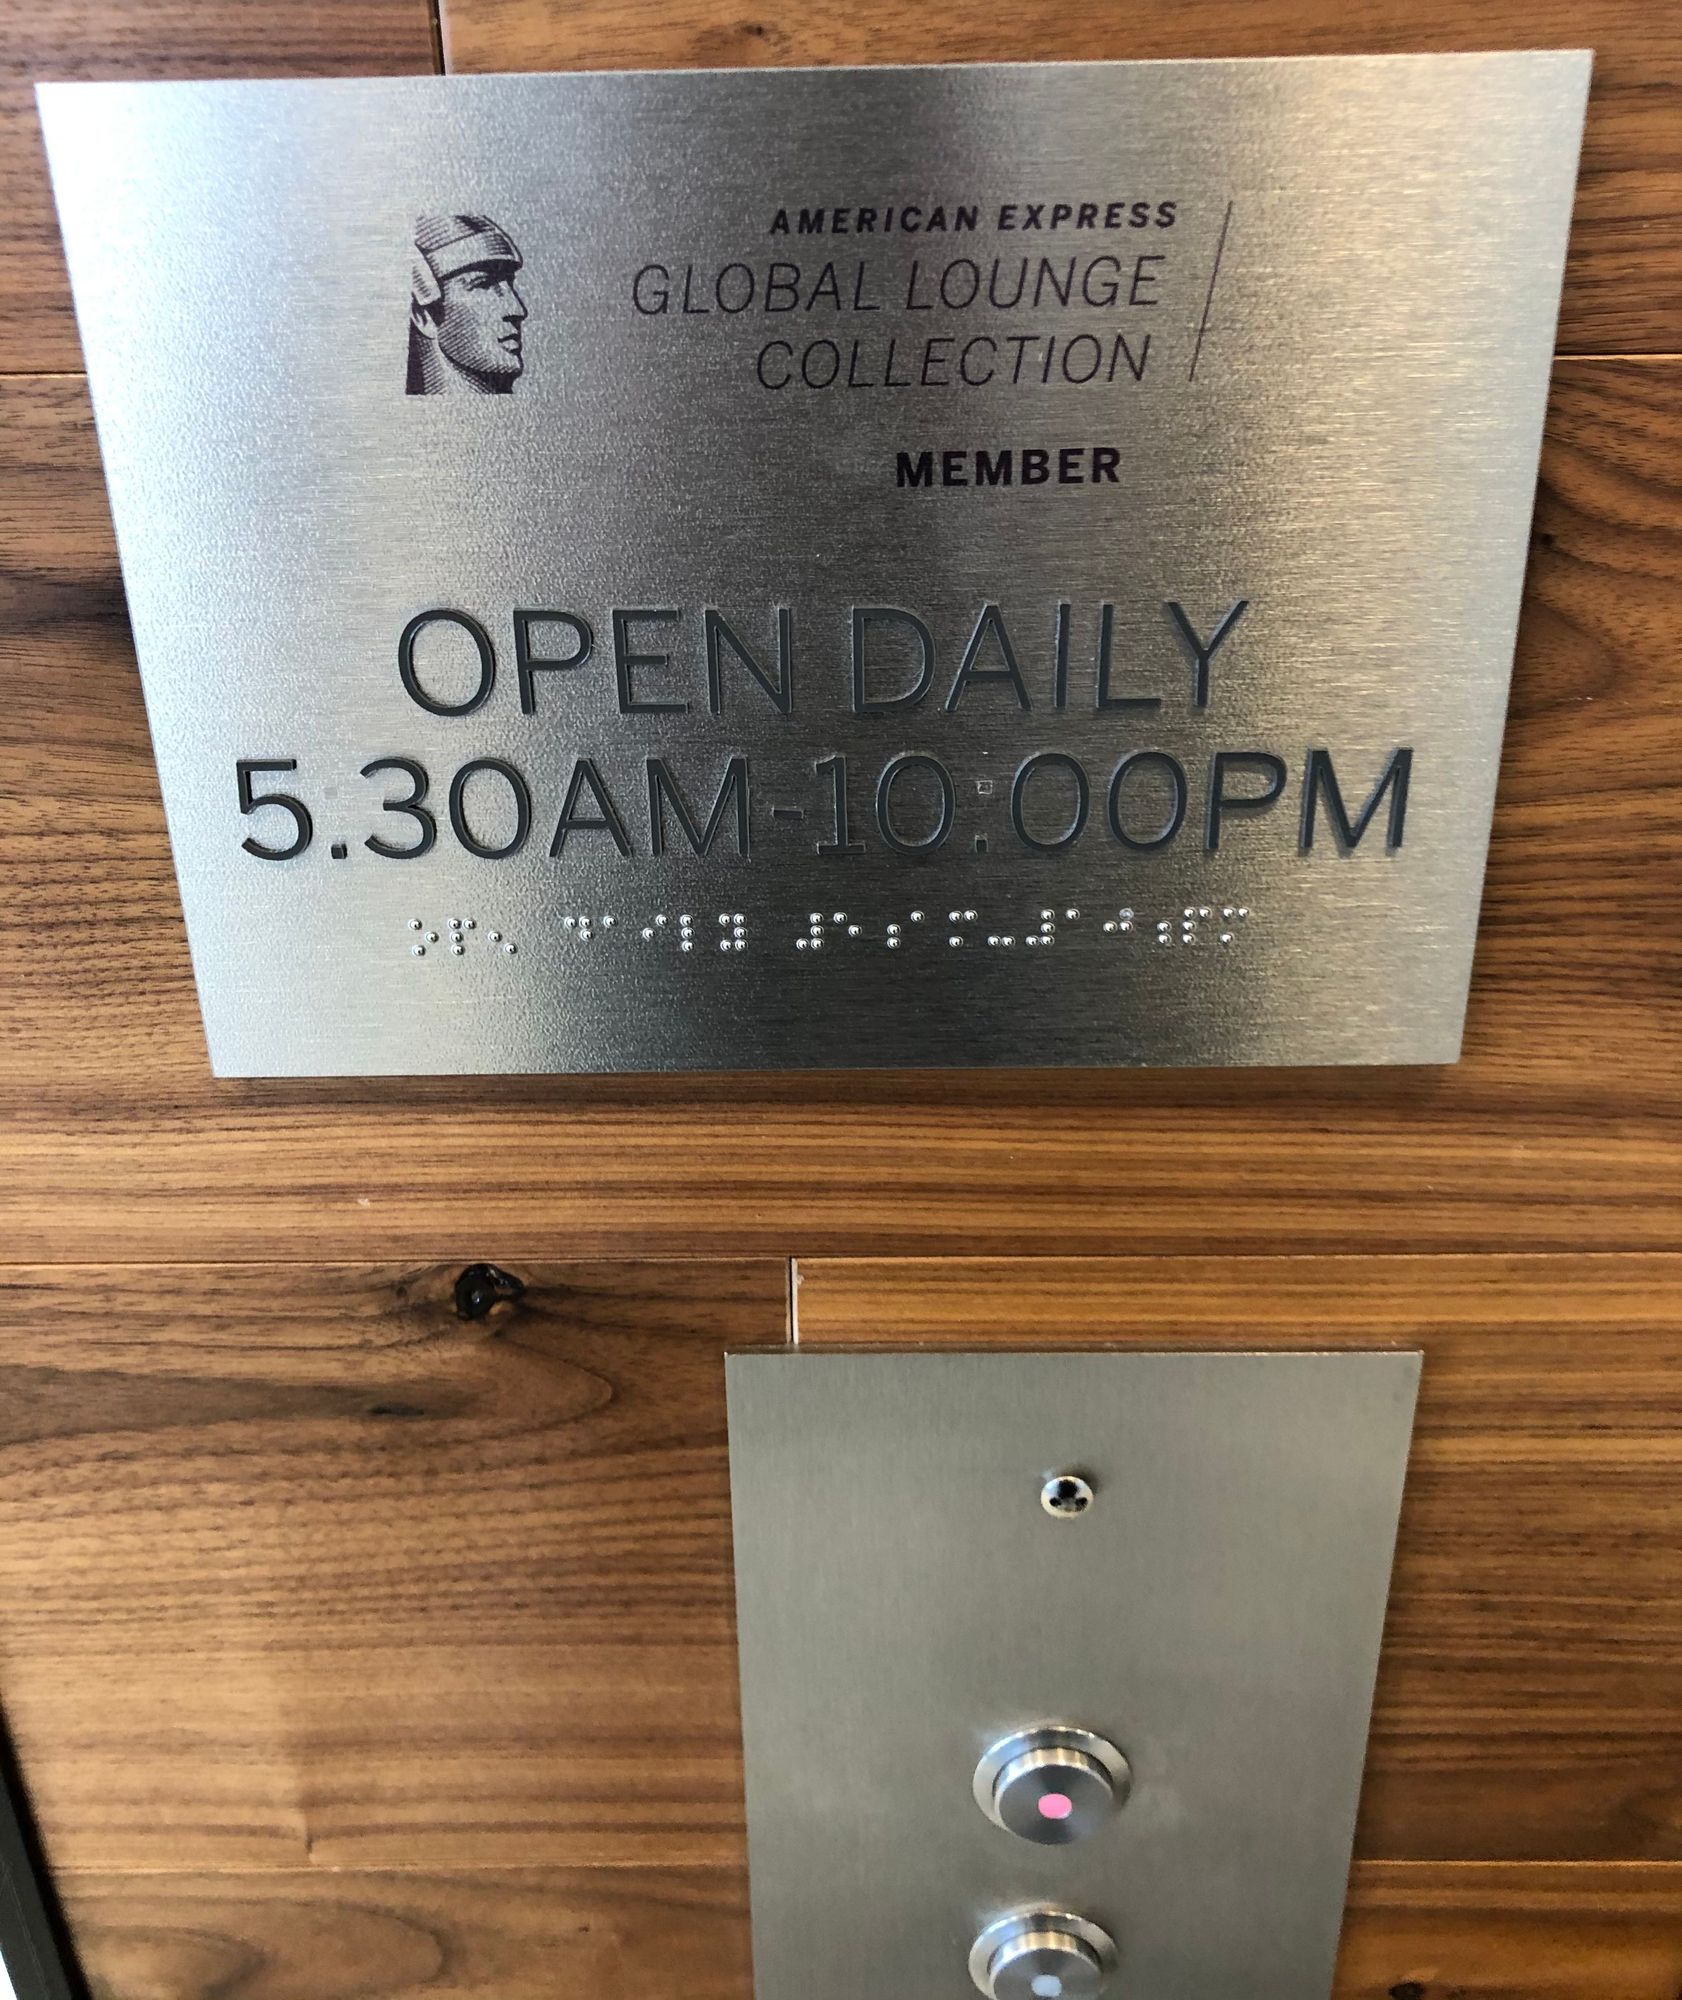 AMERICAN EXPRESS
GLOBAL LOUNGE
COLLECTION
MEMBER
OPEN DAILY
5.30AM-10:00PM